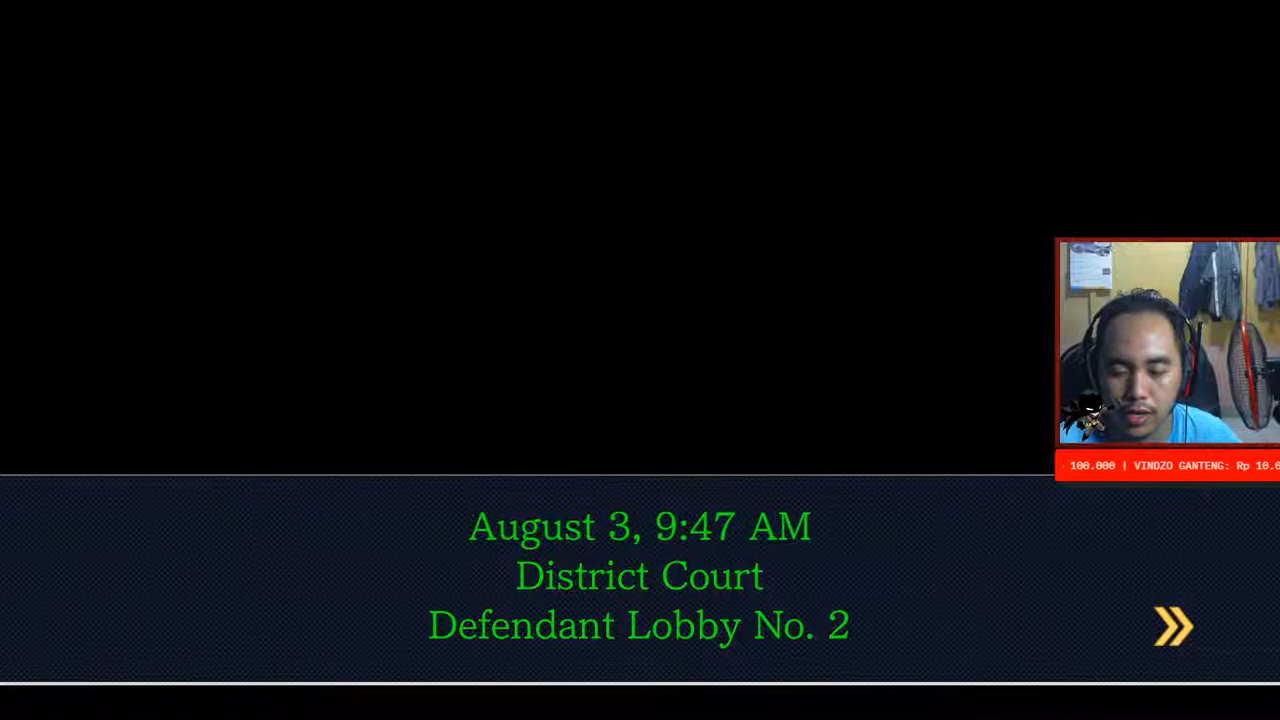 100.000 | VINDZO GANTENG: Rp 10.0
August 3, 9:47 AM
District Court
Defendant Lobby No. 2